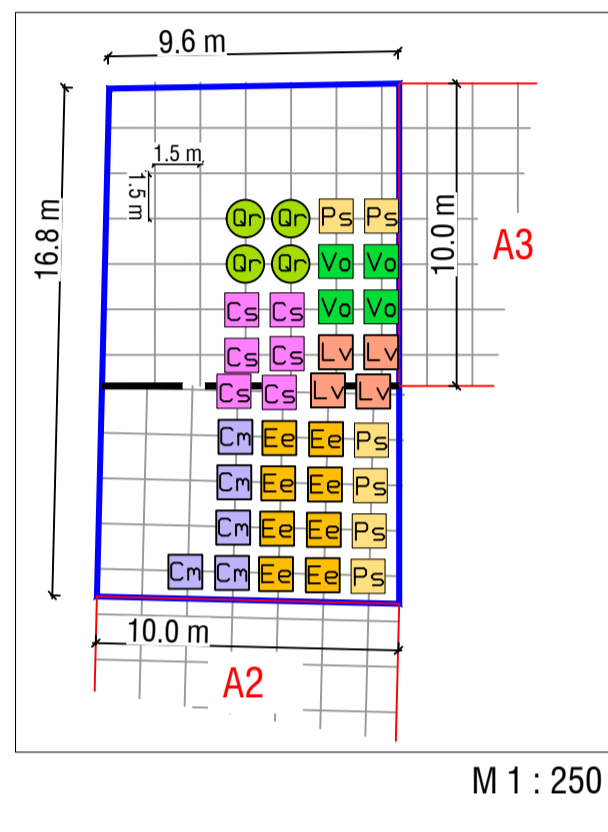 9.6 m
1.5 m
1.5 m
16.8 m
10.0 m
A3
Qr Qr Ps Ps
Qr Qr Vo Vo
Cs Cs Vo Vo
Cs Cs Lv Lv
Cs Cs Lv Lv
Cm Ee Ee Ps
Cm Ee Ee Ps
Cm Ee Ee Ps
Cm Cm Ee Ee Ps
10.0 m
A2
M 1 : 250